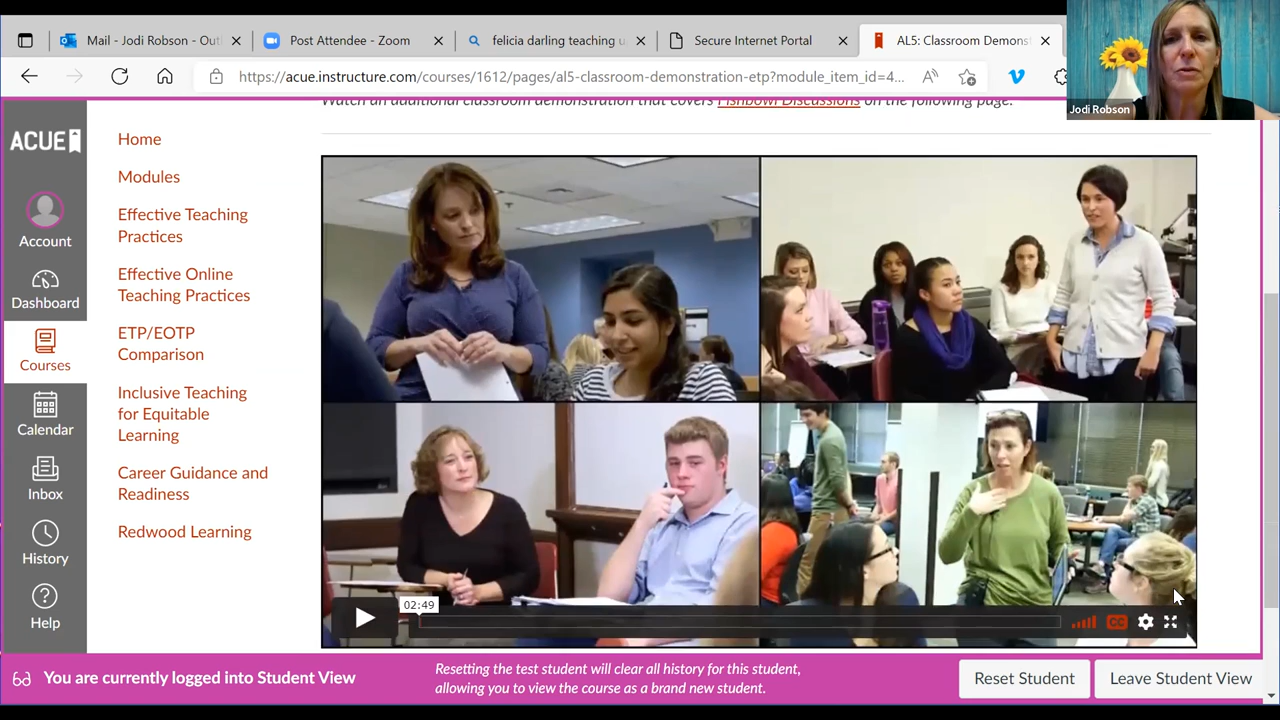 Mail - Jodi Robson - Outl
Post Attendee - Zoom
felicia darling teaching u
Secure Internet Portal
AL5: Classroom Demonst
https://acue.instructure.com/courses/1612/pages/al5-classroom-demonstration-etp?module_item_id=4...
Jodi Robson
Watch an additional classroom demonstration that covers Fishbowl Discussions on the following page.
ACUE
Account
Dashboard
Courses
Calendar
Inbox
History
Help
Home
Modules
Effective Teaching
Practices
Effective Online
Teaching Practices
ETP/EOTP
Comparison
Inclusive Teaching
for Equitable
Learning
Career Guidance and
Readiness
Redwood Learning
02:49
CC
You are currently logged into Student View
Resetting the test student will clear all history for this student,
allowing you to view the course as a brand new student.
Reset Student
Leave Student View